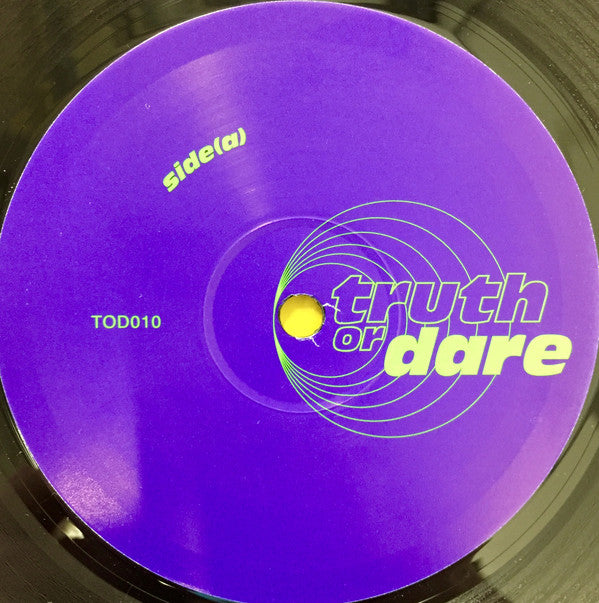 side(a)
TOD010
truth
or dare